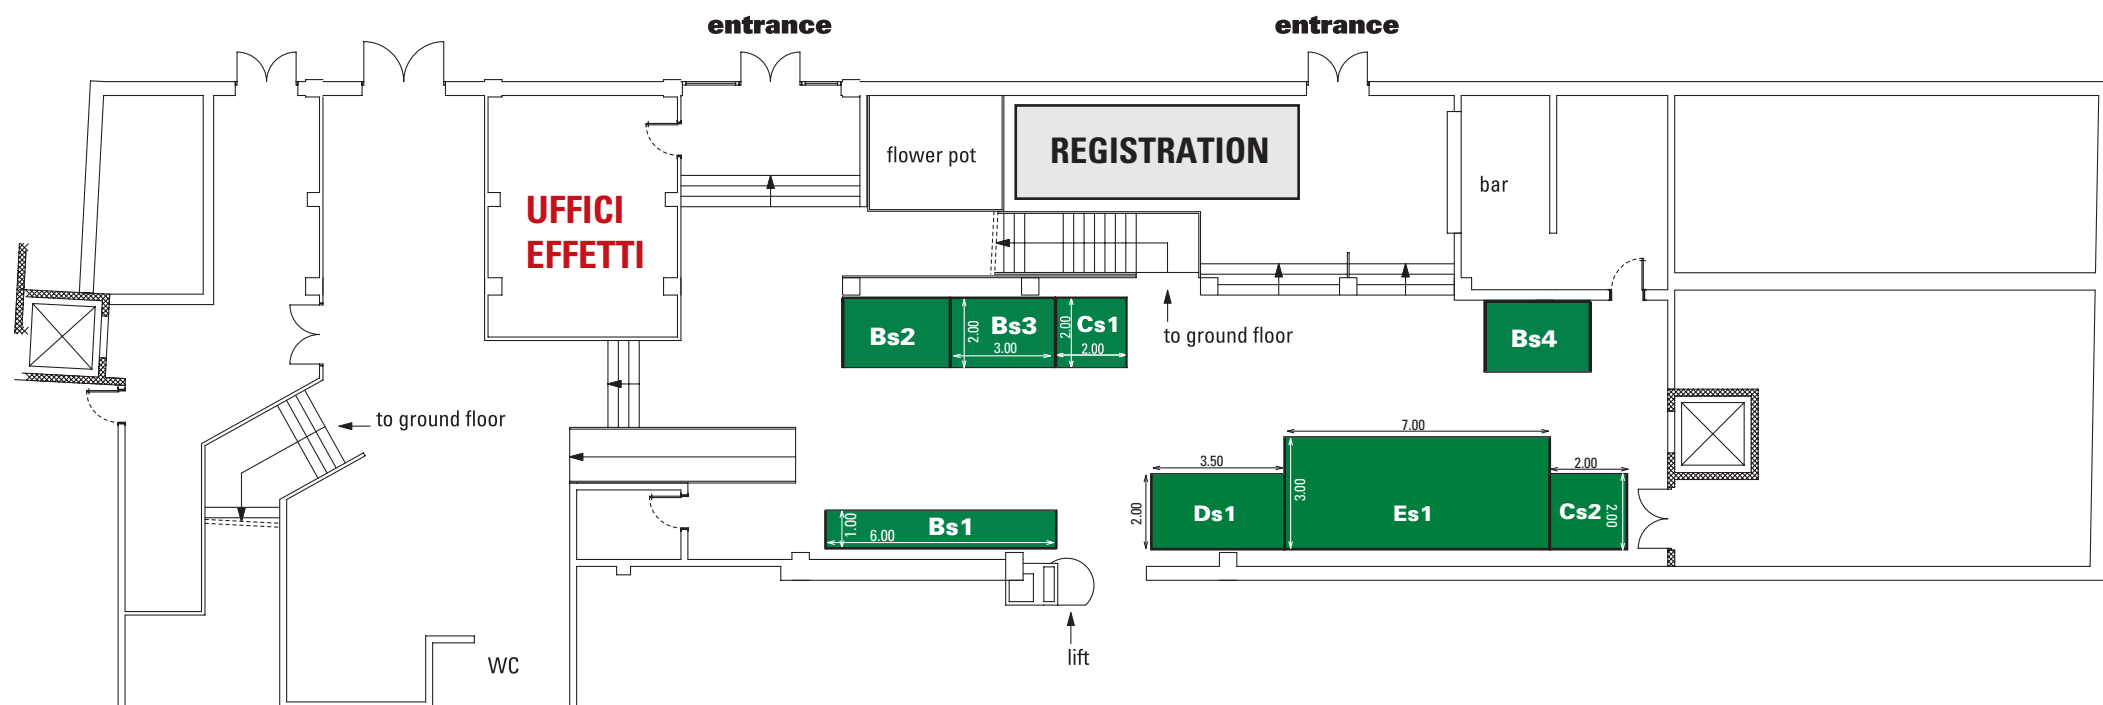 entrance
entrance
flower pot
REGISTRATION
bar
UFFICI
EFFETTI
Bs2
2.00
Bs3
3.00
2.00
Cs1
2.00
to ground floor
Bs4
to ground floor
7.00
3.50
2.00
2.00
Ds1
3.00
Es1
Cs2
2.00
1.00
6.00
Bs1
lift
WC